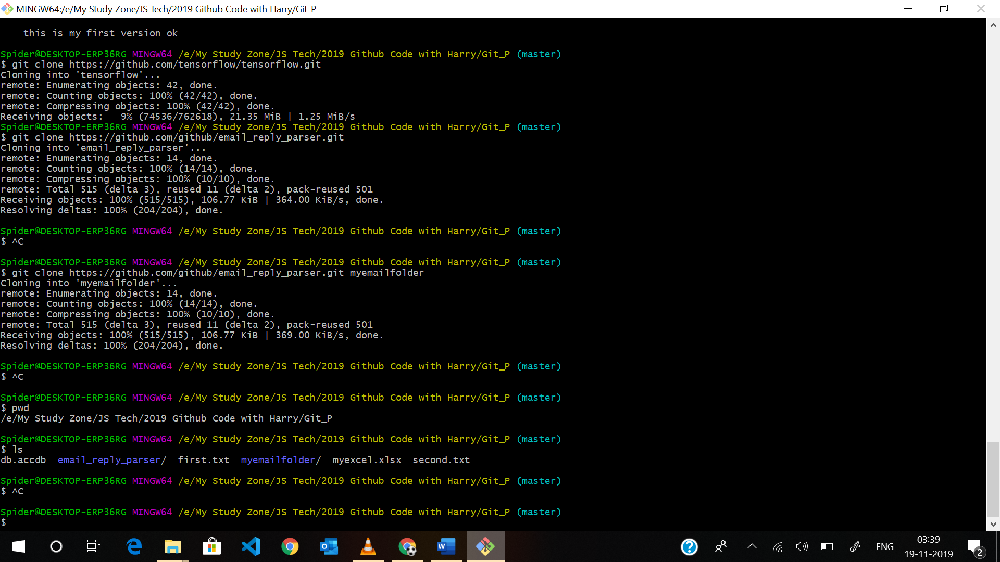 MINGW64:/e/My Study Zone/JS Tech/2019 Github Code with Harry/Git_P
this is my first version ok
Spider@DESKTOP-ERP36RG MINGW64 /e/My Study Zone/JS Tech/2019 Github Code with Harry/Git_P (master)
$ git clone https://github.com/tensorflow/tensorflow.git
Cloning into 'tensorflow'...
remote: Enumerating objects: 42, done.
remote: Counting objects: 100% (42/42), done.
remote: Compressing objects: 100% (42/42), done.
Receiving objects:   9% (74536/762618), 21.35 MiB | 1.25 MiB/s
Spider@DESKTOP-ERP36RG MINGW64 /e/My Study Zone/JS Tech/2019 Github Code with Harry/Git_P (master)
$ git clone https://github.com/github/email_reply_parser.git
Cloning into 'email_reply_parser'...
remote: Enumerating objects: 14, done.
remote: Counting objects: 100% (14/14), done.
remote: Compressing objects: 100% (10/10), done.
remote: Total 515 (delta 3), reused 11 (delta 2), pack-reused 501
Receiving objects: 100% (515/515), 106.77 KiB | 364.00 KiB/s, done.
Resolving deltas: 100% (204/204), done.
Spider@DESKTOP-ERP36RG MINGW64 /e/My Study Zone/JS Tech/2019 Github Code with Harry/Git_P (master)
$ ^C
Spider@DESKTOP-ERP36RG MINGW64 /e/My Study Zone/JS Tech/2019 Github Code with Harry/Git_P (master)
$ git clone https://github.com/github/email_reply_parser.git myemailfolder
Cloning into 'myemailfolder'...
remote: Enumerating objects: 14, done.
remote: Counting objects: 100% (14/14), done.
remote: Compressing objects: 100% (10/10), done.
remote: Total 515 (delta 3), reused 11 (delta 2), pack-reused 501
Receiving objects: 100% (515/515), 106.77 KiB | 369.00 KiB/s, done.
Resolving deltas: 100% (204/204), done.
Spider@DESKTOP-ERP36RG MINGW64 /e/My Study Zone/JS Tech/2019 Github Code with Harry/Git_P (master)
$ ^C
Spider@DESKTOP-ERP36RG MINGW64 /e/My Study Zone/JS Tech/2019 Github Code with Harry/Git_P (master)
$ pwd
/e/My Study Zone/JS Tech/2019 Github Code with Harry/Git_P
Spider@DESKTOP-ERP36RG MINGW64 /e/My Study Zone/JS Tech/2019 Github Code with Harry/Git_P (master)
$ ls
db.accdb  email_reply_parser/  first.txt  myemailfolder/  myexcel.xlsx  second.txt
Spider@DESKTOP-ERP36RG MINGW64 /e/My Study Zone/JS Tech/2019 Github Code with Harry/Git_P (master)
$ ^C
Spider@DESKTOP-ERP36RG MINGW64 /e/My Study Zone/JS Tech/2019 Github Code with Harry/Git_P (master)
$
ENG
03:39
19-11-2019
2